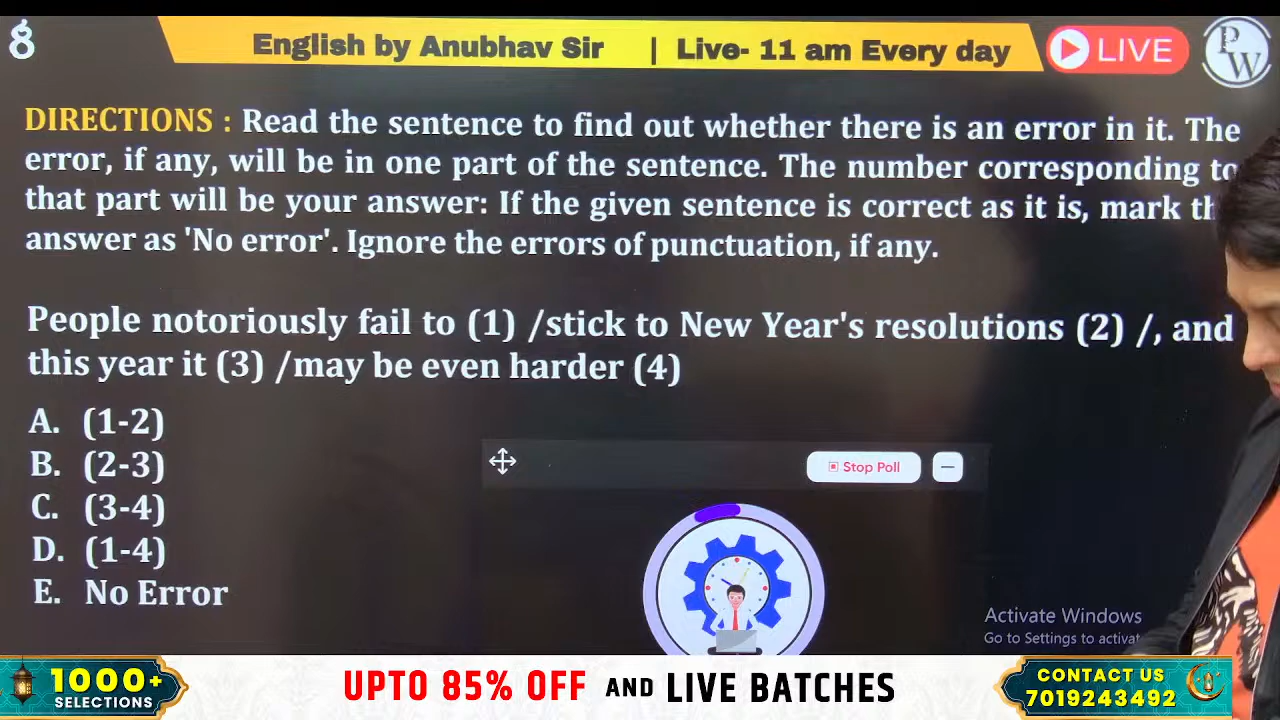 8
English by Anubhav Sir | Live- 11 am Every day
LIVE
PW
DIRECTIONS : Read the sentence to find out whether there is an error in it. The
error, if any, will be in one part of the sentence. The number corresponding to
that part will be your answer: If the given sentence is correct as it is, mark th
answer as 'No error'. Ignore the errors of punctuation, if any.
People notoriously fail to (1) /stick to New Year's resolutions (2) /, and
this year it (3) /may be even harder (4)
A. (1-2)
B. (2-3)
C. (3-4)
D. (1-4)
E. No Error
Stop Poll
Activate Windows
Go to Settings to activat
1000+
SELECTIONS
UPTO 85% OFF AND LIVE BATCHES
CONTACT US
7019243492